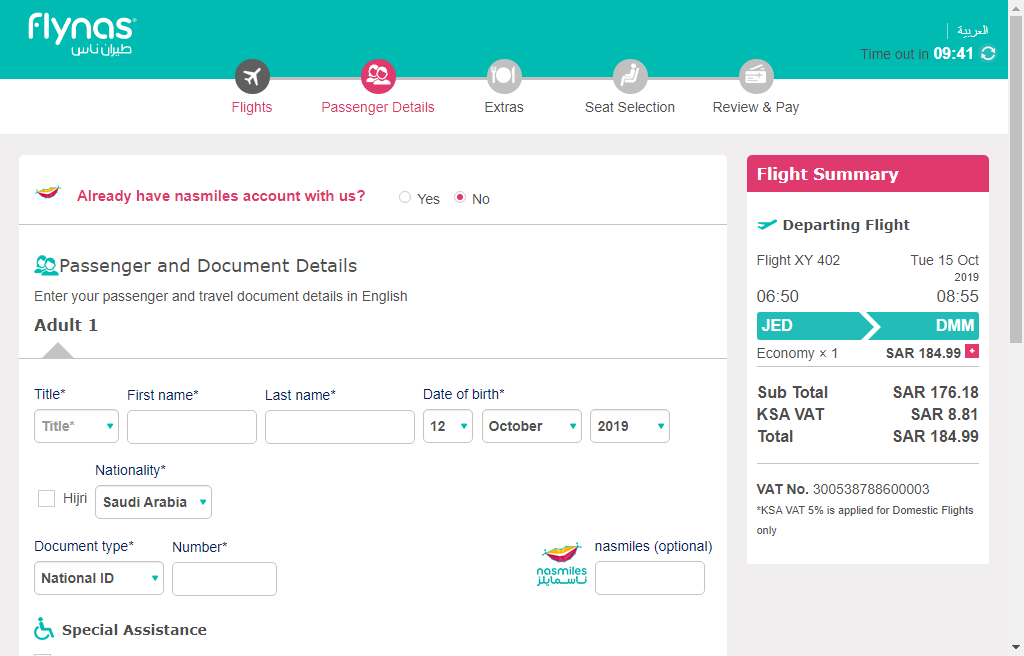 flynas
طيران ناس
العربية
Time out in 09:41
Flights
Passenger Details
Extras
Seat Selection
Review & Pay
Already have nasmiles account with us?
Yes
No
Passenger and Document Details
Enter your passenger and travel document details in English
Adult 1
Title*
First name*
Last name*
Date of birth*
Title*
12
October
2019
Nationality*
Hijri
Saudi Arabia
Document type*
Number*
nasmiles (optional)
National ID
nasmiles
ناسمايلز
Special Assistance
Flight Summary
Departing Flight
Flight XY 402
Tue 15 Oct
2019
06:50
08:55
JED
DMM
Economy × 1
SAR 184.99 +
Sub Total
SAR 176.18
KSA VAT
SAR 8.81
Total
SAR 184.99
VAT No. 300538788600003
*KSA VAT 5% is applied for Domestic Flights
only